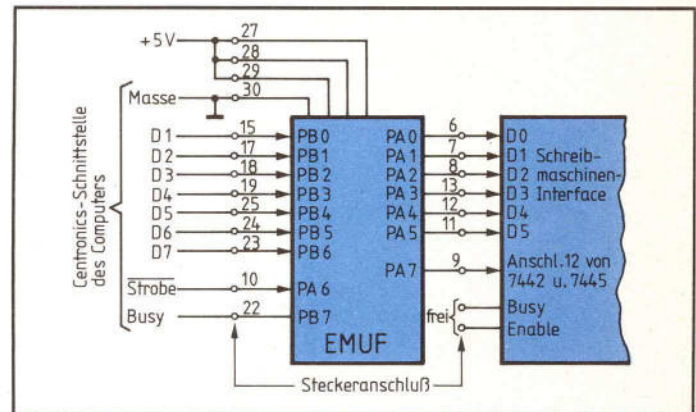 +5V 27
28
29
Masse 30
Centronics-Schnittstelle
des Computers
D1 15 PB0 PA0 6 D0
D2 17 PB1 PA1 7 D1 Schreib-
D3 18 PB2 PA2 8 D2 maschinen-
D4 19 PB3 PA3 13 D3 Interface
D5 25 PB4 PA4 12 D4
D6 24 PB5 PA5 11 D5
D7 23 PB6
PA7 9 Anschl.12 von
7442 u. 7445
Strobe 10 PA6
Busy 22 PB7
frei Busy
Enable
EMUF
Steckeranschluß